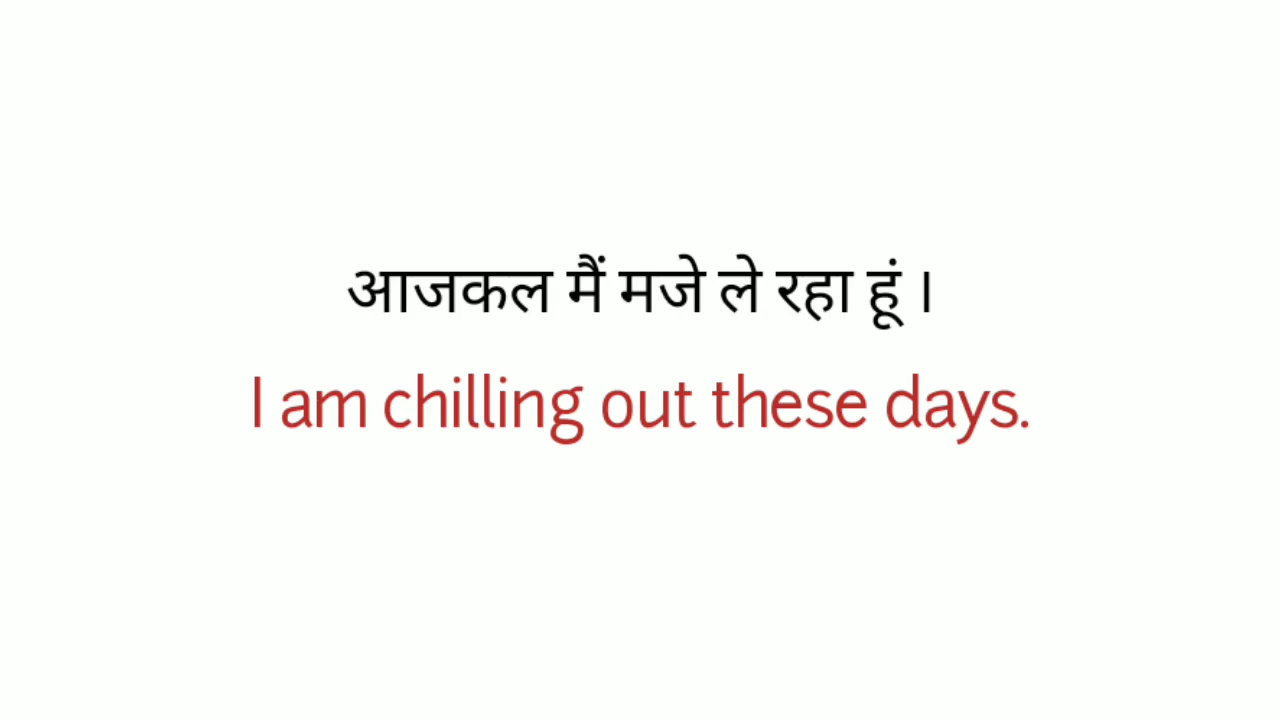 आजकल मैं मजे ले रहा हूं ।
I am chilling out these days.